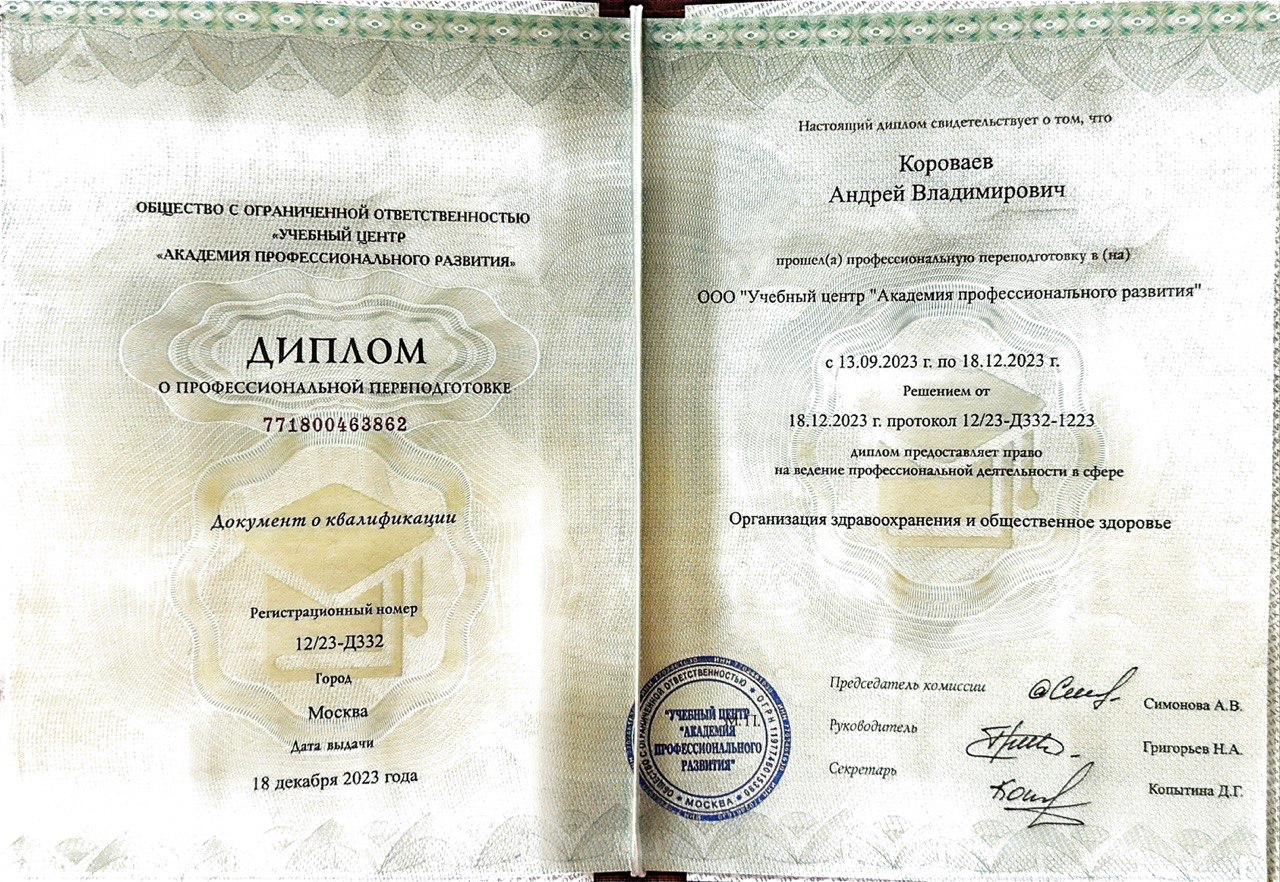 ОБЩЕСТВО С ОГРАНИЧЕННОЙ ОТВЕТСТВЕННОСТЬЮ
«УЧЕБНЫЙ ЦЕНТР
«АКАДЕМИЯ ПРОФЕССИОНАЛЬНОГО РАЗВИТИЯ»
ДИПЛОМ
О ПРОФЕССИОНАЛЬНОЙ ПЕРЕПОДГОТОВКЕ
771800463862
Документ о квалификации
Регистрационный номер
12/23-Д332
Город
Москва
Дата выдачи
18 декабря 2023 года
Настоящий диплом свидетельствует о том, что
Короваев
Андрей Владимирович
прошел(а) профессиональную переподготовку в (на)
ООО "Учебный центр "Академия профессионального развития"
с 13.09.2023 г. по 18.12.2023 г.
Решением от
18.12.2023 г. протокол 12/23-Д332-1223
диплом предоставляет право
на ведение профессиональной деятельности в сфере
Организация здравоохранения и общественное здоровье
Председатель комиссии
Симонова А.В.
Руководитель
Григорьев Н.А.
Секретарь
Копытина Д.Г.
М.П.
ОБЩЕСТВО С ОГРАНИЧЕННОЙ ОТВЕТСТВЕННОСТЬЮ
"УЧЕБНЫЙ ЦЕНТР
"АКАДЕМИЯ
ПРОФЕССИОНАЛЬНОГО
РАЗВИТИЯ"
МОСКВА